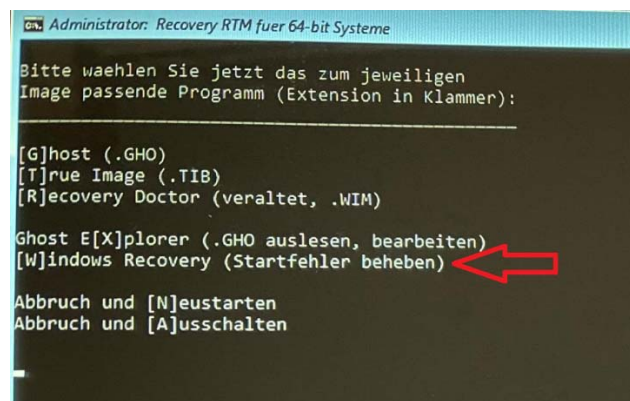 Administrator: Recovery RTM fuer 64-bit Systeme
Bitte waehlen Sie jetzt das zum jeweiligen
Image passende Programm (Extension in Klammer):
[G]host (.GHO)
[T]rue Image (.TIB)
[R]ecovery Doctor (veraltet, .WIM)
Ghost E[X]plorer (.GHO auslesen, bearbeiten)
[W]indows Recovery (Startfehler beheben)
Abbruch und [N]eustarten
Abbruch und [A]usschalten